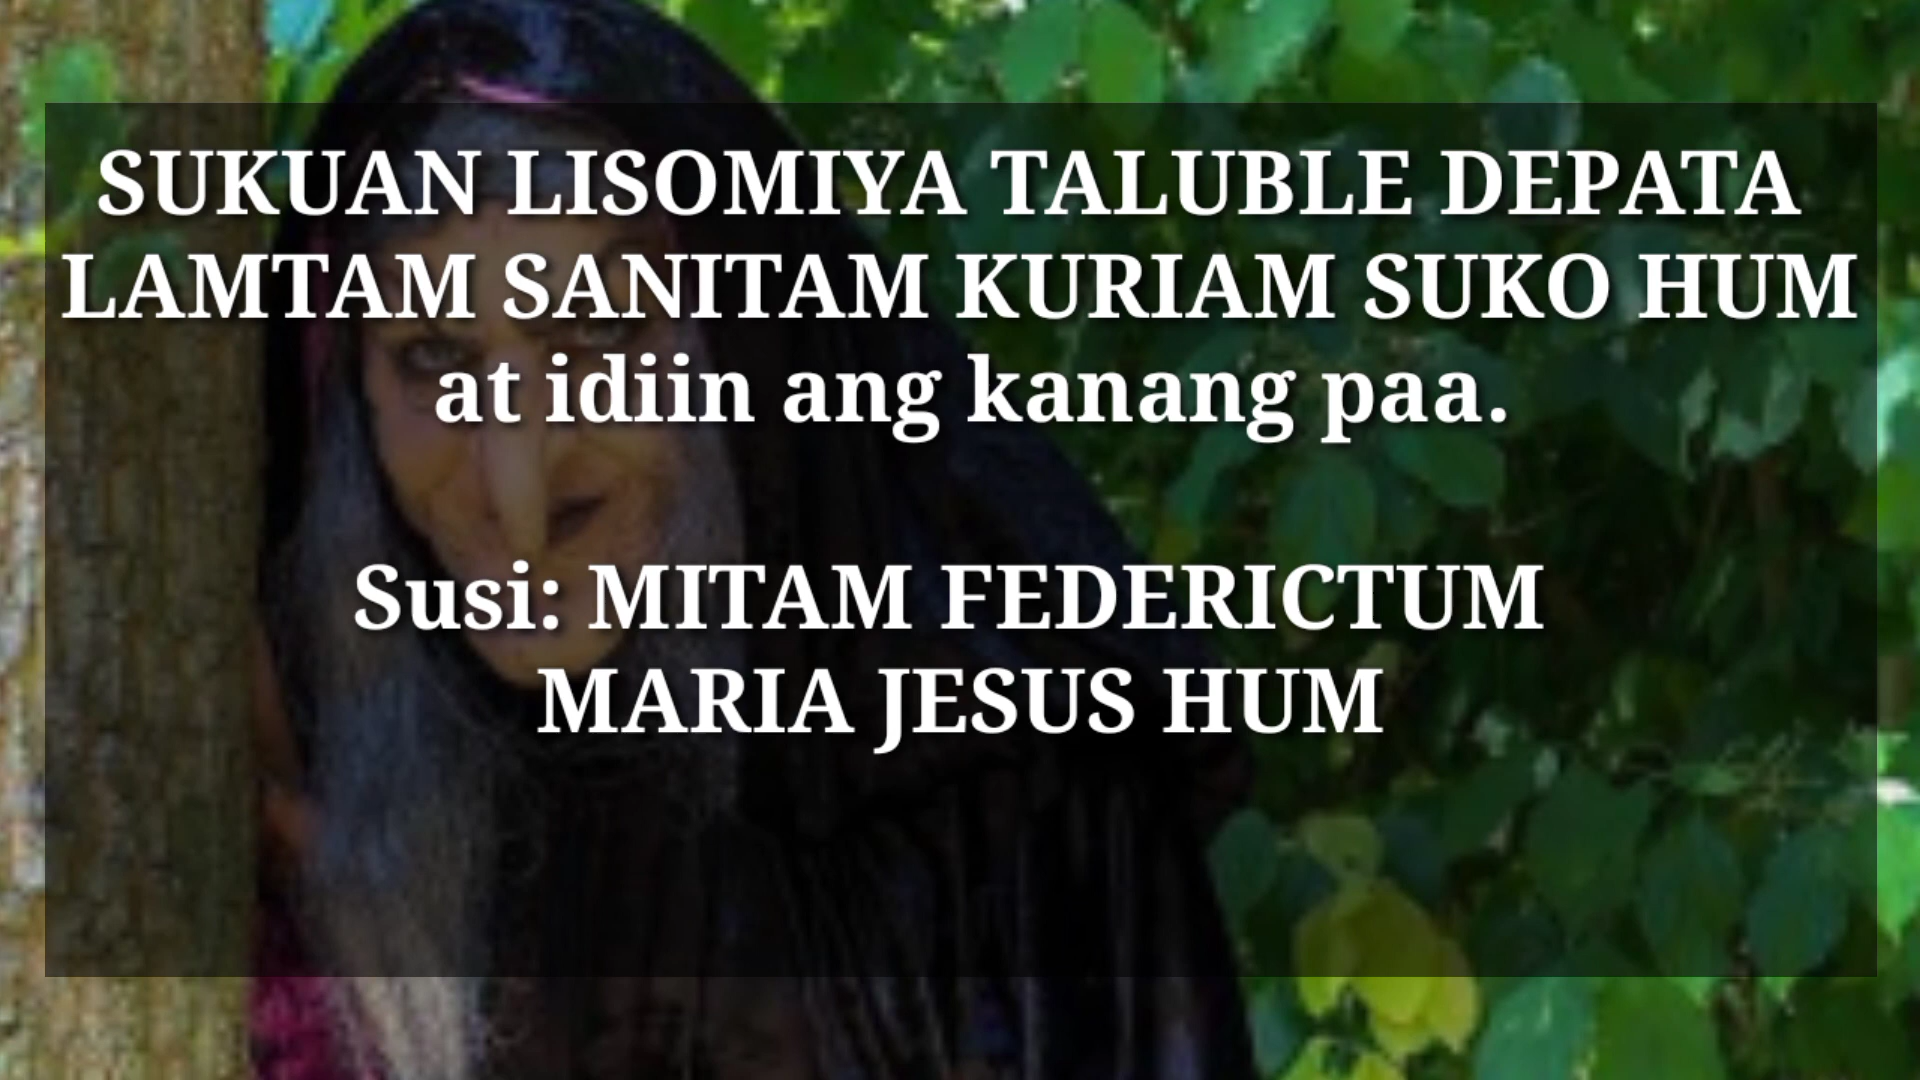 SUKUAN LISOMIYA TALUBLE DEPATA
LAMTAM SANITAM KURIAM SUKO HUM
at idiin ang kanang paa.
Susi: MITAM FEDERICTUM
MARIA JESUS HUM